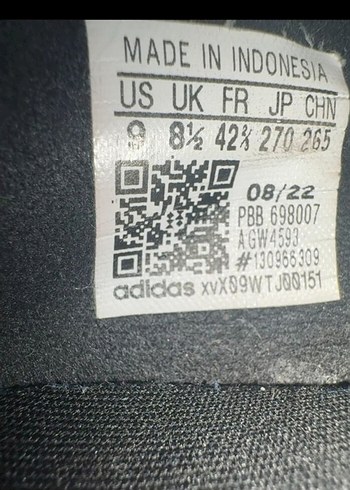 MADE IN INDONESIA
US UK FR JP CHN
9 8½ 42⅔ 270 265
08/22
PBB 698007
AGW4593
#130966309
adidas xvX09WTJ00151